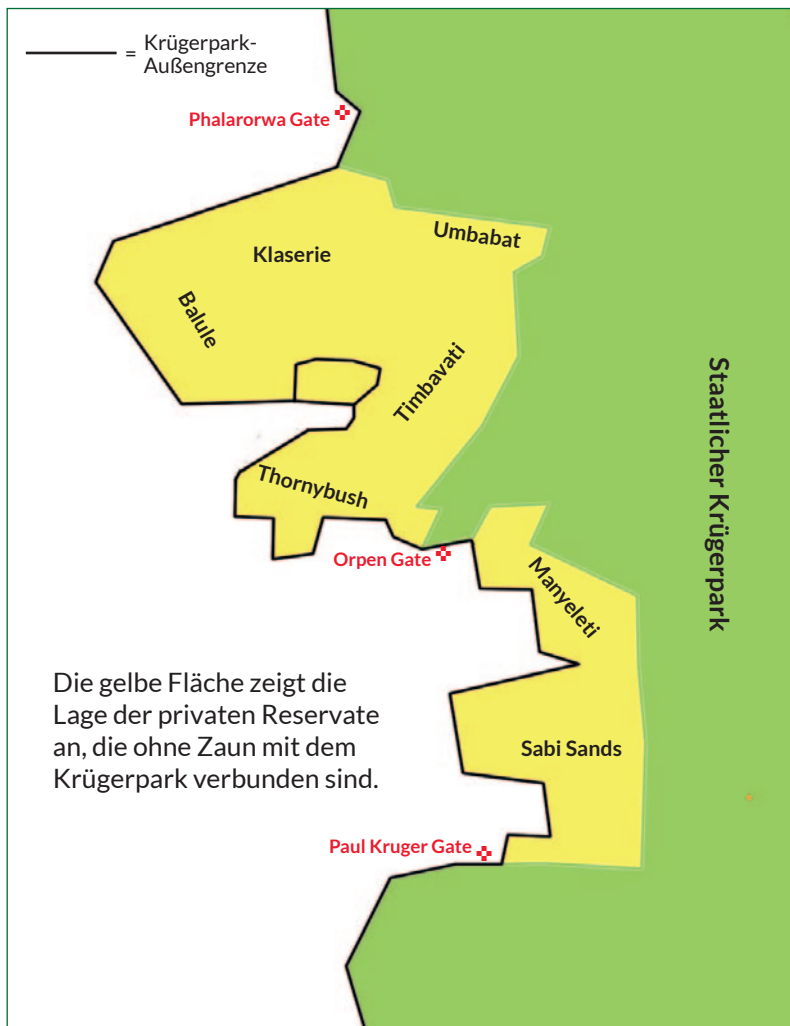 = Krügerpark-
Außengrenze
Phalarorwa Gate
Umbabat
Klaserie
Balule
Timbavati
Staatlicher Krügerpark
Thornybush
Orpen Gate
Manyeleti
Die gelbe Fläche zeigt die
Lage der privaten Reservate
an, die ohne Zaun mit dem
Krügerpark verbunden sind.
Sabi Sands
Paul Kruger Gate